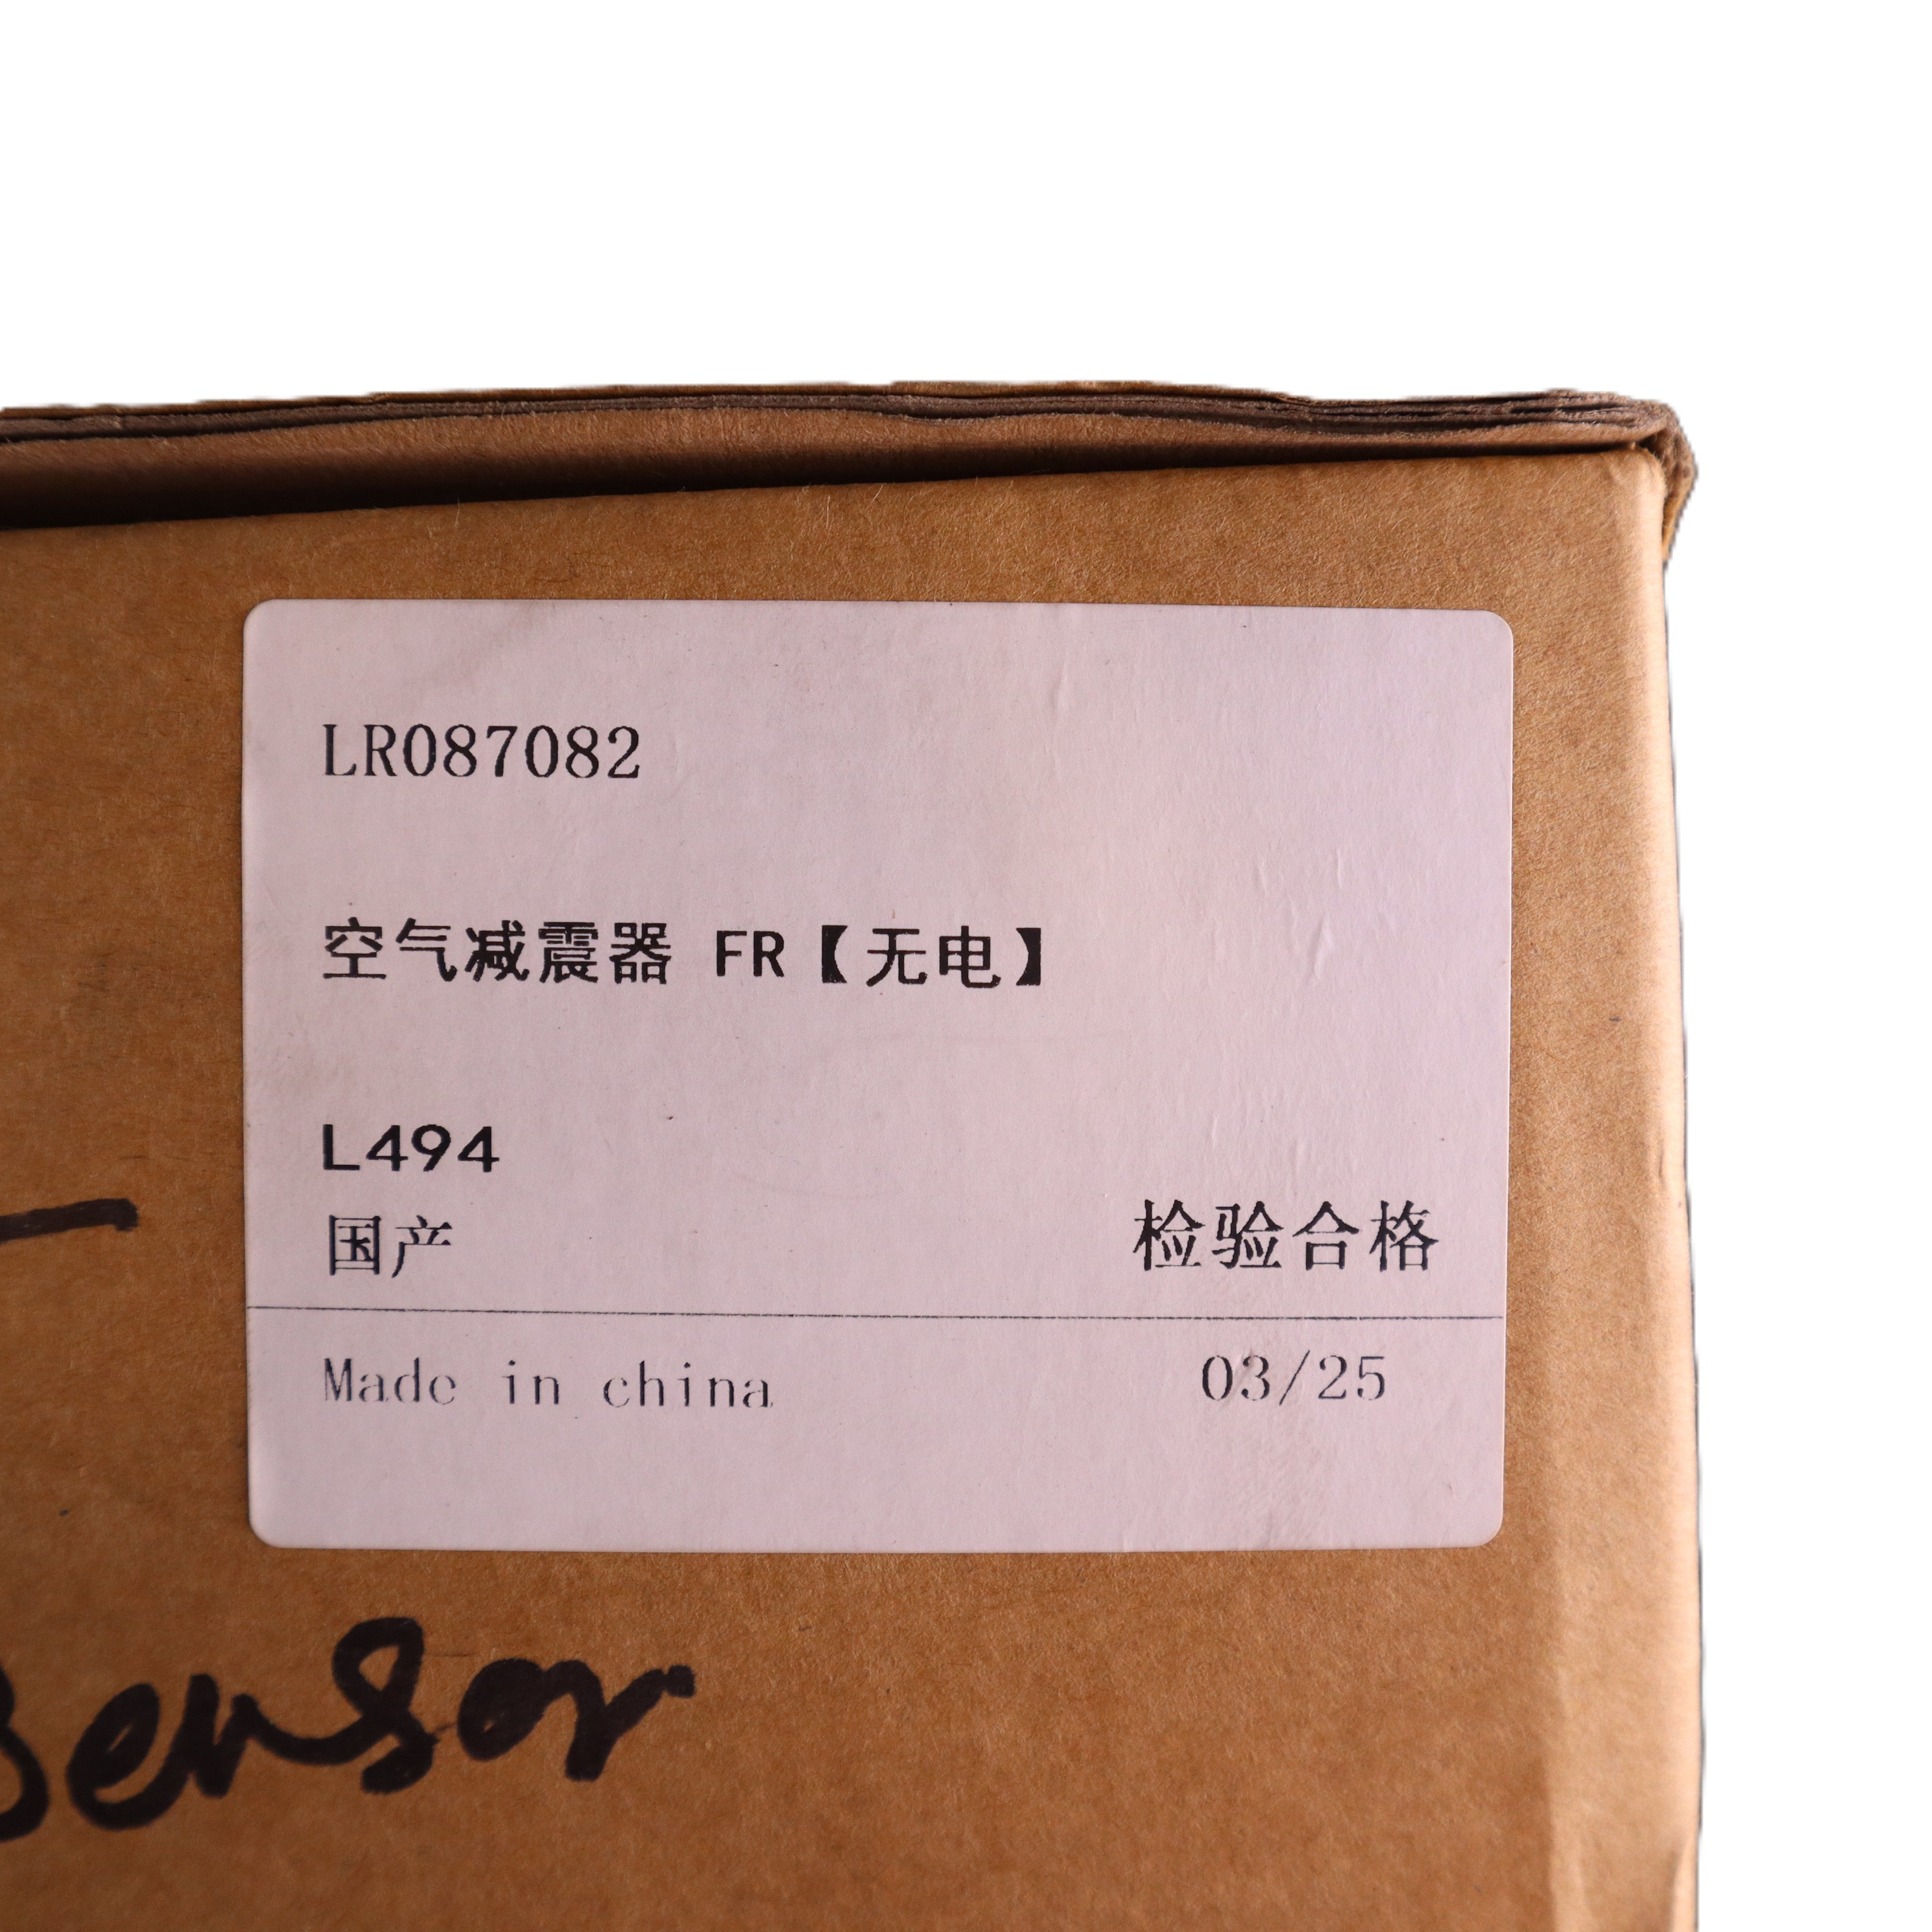 LR087082
空气减震器 FR【无电】
L494
国产 检验合格
Made in china 03/25
Sensor